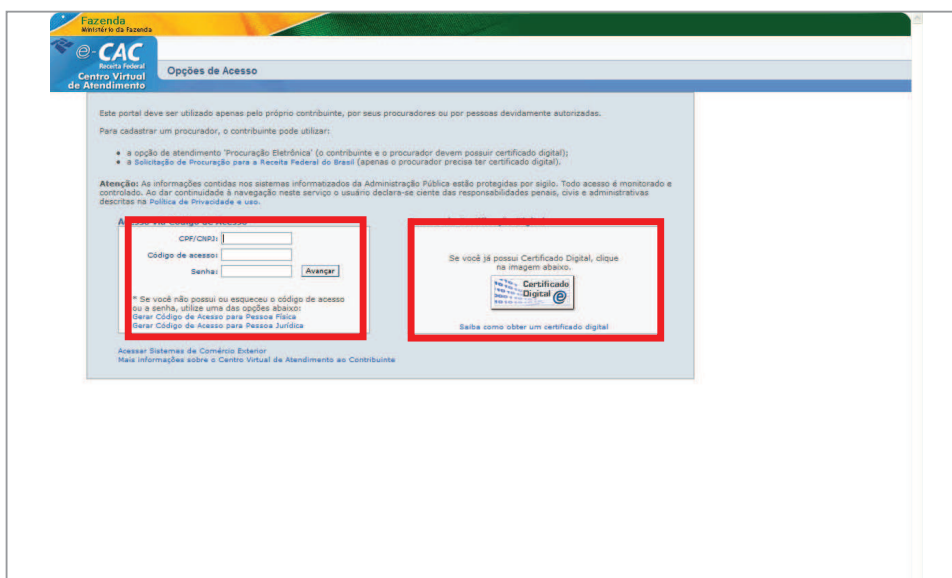 Fazenda
Ministério da Fazenda
e-CAC
Receita Federal
Centro Virtual
de Atendimento
Opções de Acesso
Este portal deve ser utilizado apenas pelo próprio contribuinte, por seus procuradores ou por pessoas devidamente autorizadas.
Para cadastrar um procurador, o contribuinte pode utilizar:
• a opção de atendimento 'Procuração Eletrônica' (o contribuinte e o procurador devem possuir certificado digital);
• a Solicitação de Procuração para a Receita Federal do Brasil (apenas o procurador precisa ter certificado digital).
Atenção: As informações contidas nos sistemas informatizados da Administração Pública estão protegidas por sigilo. Todo acesso é monitorado e
controlado. Ao dar continuidade à navegação neste serviço o usuário declara-se ciente das responsabilidades penais, civis e administrativas
descritas na Política de Privacidade e uso.
Acesso via Código de Acesso
CPF/CNPJ:
Código de acesso:
Senha:
Avançar
* Se você não possui ou esqueceu o código de acesso
ou a senha, utilize uma das opções abaixo:
Gerar Código de Acesso para Pessoa Física
Gerar Código de Acesso para Pessoa Jurídica
Se você já possui Certificado Digital, clique
na imagem abaixo.
Certificado
Digital e
Saiba como obter um certificado digital
Acessar Sistemas de Comércio Exterior
Mais informações sobre o Centro Virtual de Atendimento ao Contribuinte